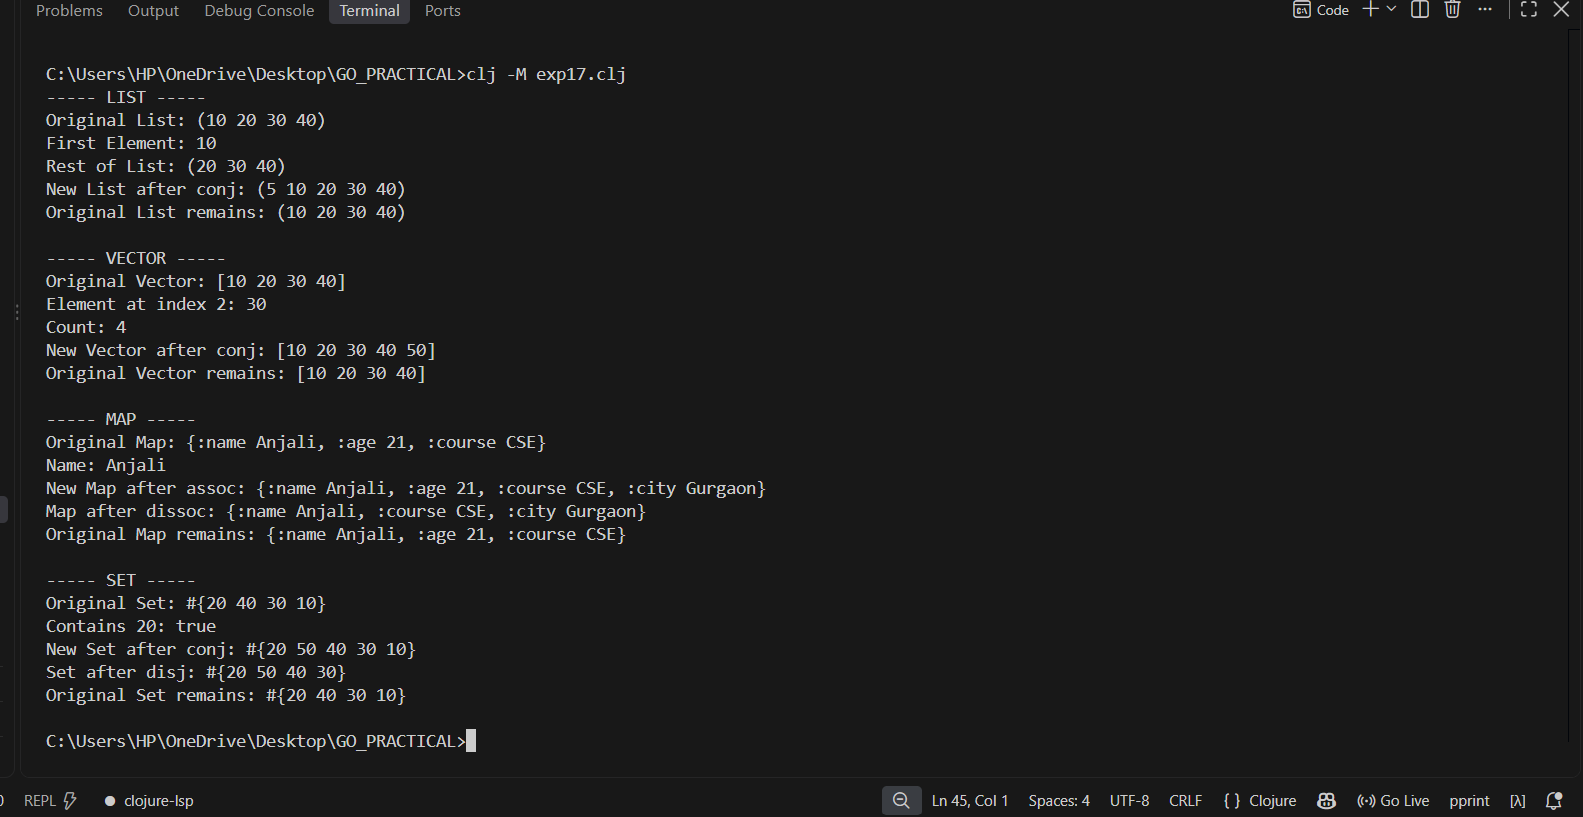 Problems Output Debug Console Terminal Ports Code
C:\Users\HP\OneDrive\Desktop\GO_PRACTICAL>clj -M exp17.clj
----- LIST -----
Original List: (10 20 30 40)
First Element: 10
Rest of List: (20 30 40)
New List after conj: (5 10 20 30 40)
Original List remains: (10 20 30 40)
----- VECTOR -----
Original Vector: [10 20 30 40]
Element at index 2: 30
Count: 4
New Vector after conj: [10 20 30 40 50]
Original Vector remains: [10 20 30 40]
----- MAP -----
Original Map: {:name Anjali, :age 21, :course CSE}
Name: Anjali
New Map after assoc: {:name Anjali, :age 21, :course CSE, :city Gurgaon}
Map after dissoc: {:name Anjali, :course CSE, :city Gurgaon}
Original Map remains: {:name Anjali, :age 21, :course CSE}
----- SET -----
Original Set: #{20 40 30 10}
Contains 20: true
New Set after conj: #{20 50 40 30 10}
Set after disj: #{20 50 40 30}
Original Set remains: #{20 40 30 10}
C:\Users\HP\OneDrive\Desktop\GO_PRACTICAL>
0 REPL clojure-lsp Ln 45, Col 1 Spaces: 4 UTF-8 CRLF { } Clojure Go Live pprint [λ]